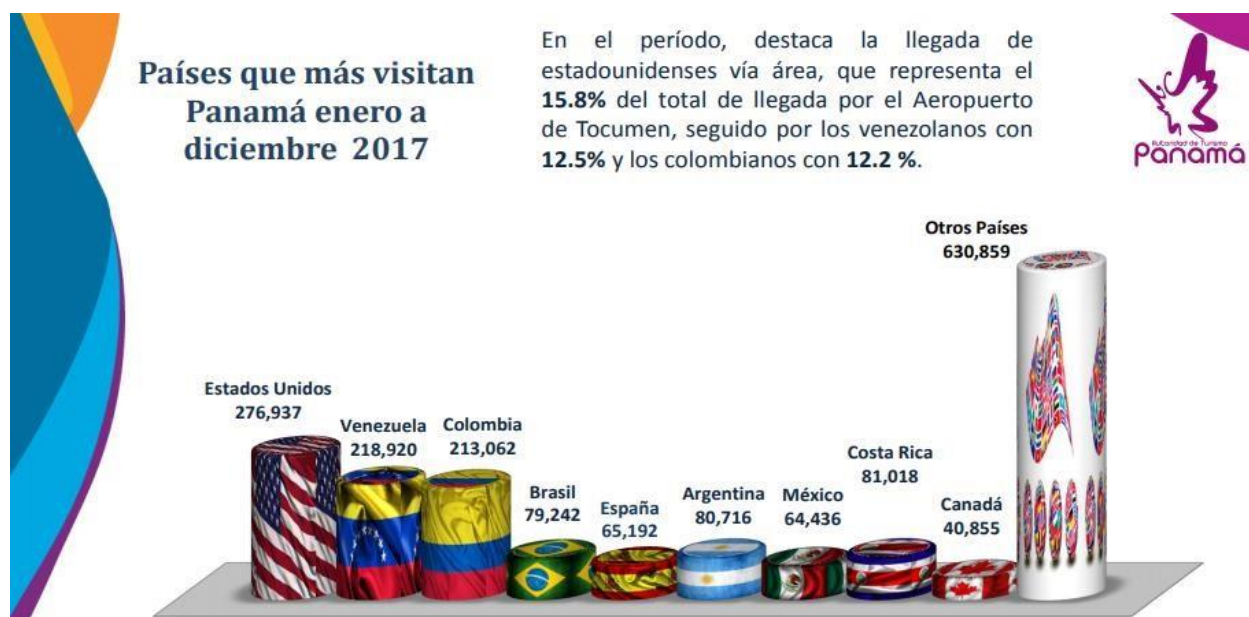 Países que más visitan
Panamá enero a
diciembre 2017
En el período, destaca la llegada de
estadounidenses vía área, que representa el
15.8% del total de llegada por el Aeropuerto
de Tocumen, seguido por los venezolanos con
12.5% y los colombianos con 12.2 %.
Autoridad de Turismo
Panamá
Otros Países
630,859
Estados Unidos
276,937
Venezuela
218,920
Colombia
213,062
Brasil
79,242
España
65,192
Argentina
80,716
México
64,436
Costa Rica
81,018
Canadá
40,855